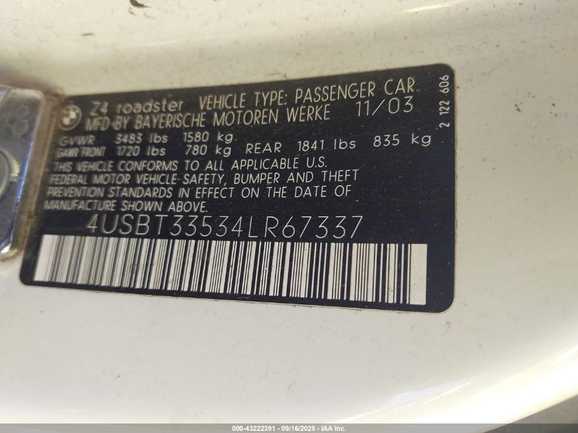 Z4 roadster VEHICLE TYPE: PASSENGER CAR
MFD BY BAYERISCHE MOTOREN WERKE 11/03
GVWR 3483 lbs 1580 kg
GAWR FRONT 1720 lbs 780 kg REAR 1841 lbs 835 kg
THIS VEHICLE CONFORMS TO ALL APPLICABLE U.S.
FEDERAL MOTOR VEHICLE-SAFETY, BUMPER AND THEFT
PREVENTION STANDARDS IN EFFECT ON THE DATE OF
MANUFACTURE SHOWN ABOVE.
4USBT33534LR67337
2 122 606
000-43222391 - 09/16/2025 - IAA Inc.